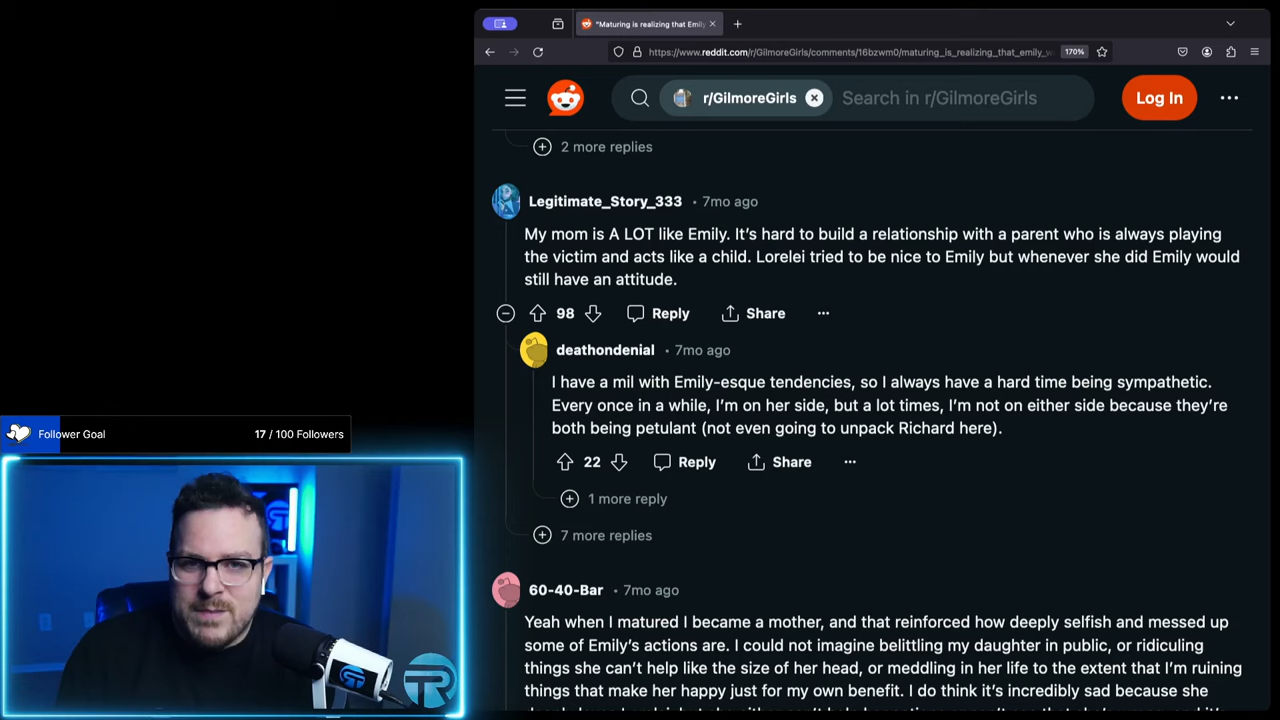 "Maturing is realizing that Emi
https://www.reddit.com/r/GilmoreGirls/comments/16bzwm0/maturing_is_realizing_that_emily_w
170%
r/GilmoreGirls
Search in r/GilmoreGirls
Log In
2 more replies
Legitimate_Story_333 • 7mo ago
My mom is A LOT like Emily. It's hard to build a relationship with a parent who is always playing
the victim and acts like a child. Lorelei tried to be nice to Emily but whenever she did Emily would
still have an attitude.
98 Reply Share
deathondenial • 7mo ago
I have a mil with Emily-esque tendencies, so I always have a hard time being sympathetic.
Every once in a while, I'm on her side, but a lot times, I'm not on either side because they're
both being petulant (not even going to unpack Richard here).
22 Reply Share
1 more reply
7 more replies
60-40-Bar • 7mo ago
Yeah when I matured I became a mother, and that reinforced how deeply selfish and messed up
some of Emily's actions are. I could not imagine belittling my daughter in public, or ridiculing
things she can't help like the size of her head, or meddling in her life to the extent that I'm ruining
things that make her happy just for my own benefit. I do think it's incredibly sad because she
Follower Goal 17 / 100 Followers